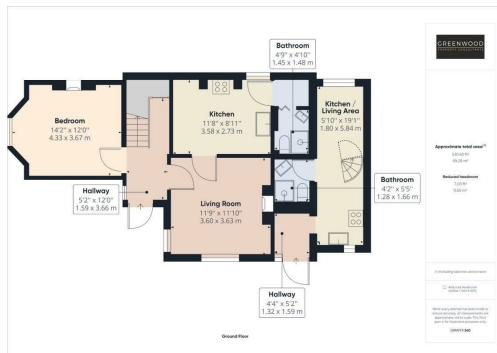 Bedroom
14'2" x 12'0"
4.33 x 3.67 m
Hallway
5'2" x 12'0"
1.59 x 3.66 m
Kitchen
11'8" x 8'11"
3.58 x 2.73 m
Living Room
11'9" x 11'10"
3.60 x 3.63 m
Bathroom
4'9" x 4'10"
1.45 x 1.48 m
Kitchen /
Living Area
5'10" x 19'1"
1.80 x 5.84 m
Bathroom
4'2" x 5'5"
1.28 x 1.66 m
Hallway
4'4" x 5'2"
1.32 x 1.59 m
Ground Floor
GREENWOOD
Approximate total area
Reduced headroom
GIRAFFE360